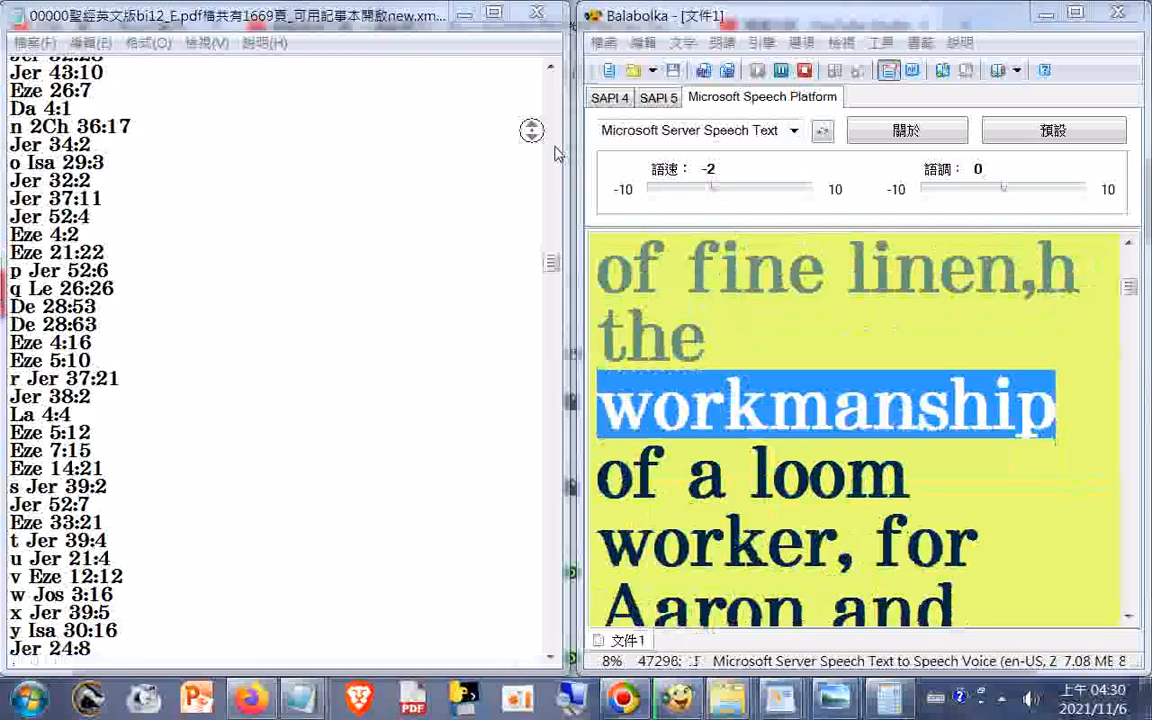 00000聖經英文版bi12_E.pdf檔共有1669頁_可用記事本開啟new.xm...
檔案(F) 編輯(E) 格式(O) 檢視(V) 說明(H)
Jer 52:28
Jer 43:10
Eze 26:7
Da 4:1
n 2Ch 36:17
Jer 34:2
o Isa 29:3
Jer 32:2
Jer 37:11
Jer 52:4
Eze 4:2
Eze 21:22
p Jer 52:6
q Le 26:26
De 28:53
De 28:63
Eze 4:16
Eze 5:10
r Jer 37:21
Jer 38:2
La 4:4
Eze 5:12
Eze 7:15
Eze 14:21
s Jer 39:2
Jer 52:7
Eze 33:21
t Jer 39:4
u Jer 21:4
v Eze 12:12
w Jos 3:16
x Jer 39:5
y Isa 30:16
Jer 24:8
Balabolka - [文件1]
檔案 編輯 文字 朗讀 引擎 選項 檢視 工具 書籤 說明
SAPI 4 SAPI 5 Microsoft Speech Platform
Microsoft Server Speech Text 關於 預設
語速： -2 語調： 0
-10 10 -10 10
of fine linen,h
the
workmanship
of a loom
worker, for
Aaron and
文件1
8% 47298: Microsoft Server Speech Text to Speech Voice (en-US, Z 7.08 MB 8
PDF
上午 04:30
2021/11/6